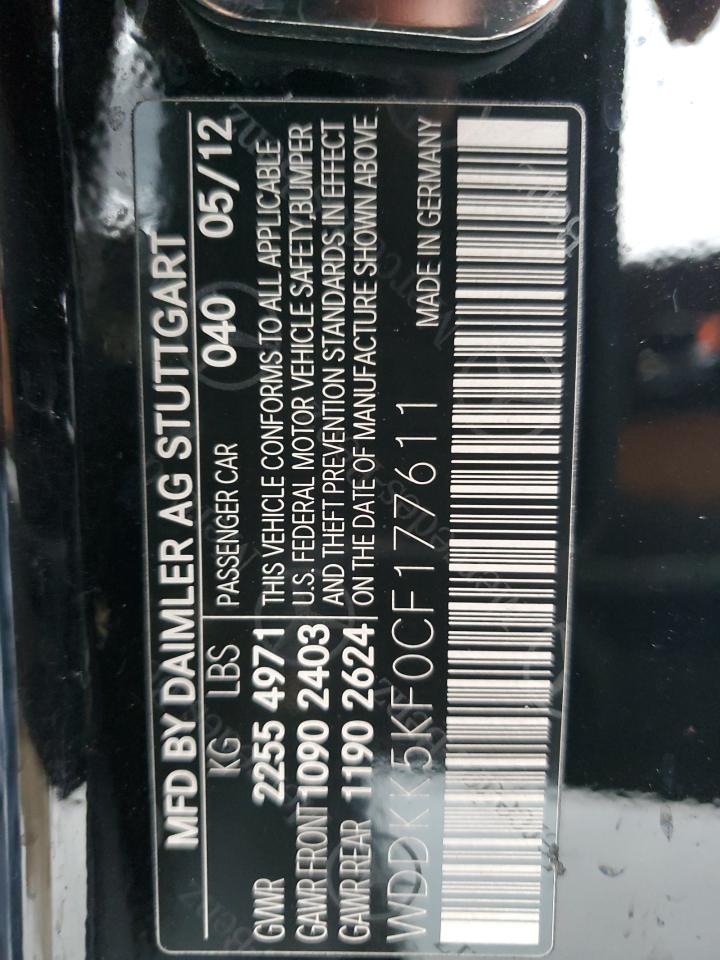 MFD BY DAIMLER AG STUTTGART
KG LBS PASSENGER CAR 040 05/12
GVWR 2255 4971 THIS VEHICLE CONFORMS TO ALL APPLICABLE
GAWR FRONT 1090 2403 U.S. FEDERAL MOTOR VEHICLE SAFETY,BUMPER
GAWR REAR 1190 2624 AND THEFT PREVENTION STANDARDS IN EFFECT
ON THE DATE OF MANUFACTURE SHOWN ABOVE.
WDDKK5KF0CF177611 MADE IN GERMANY